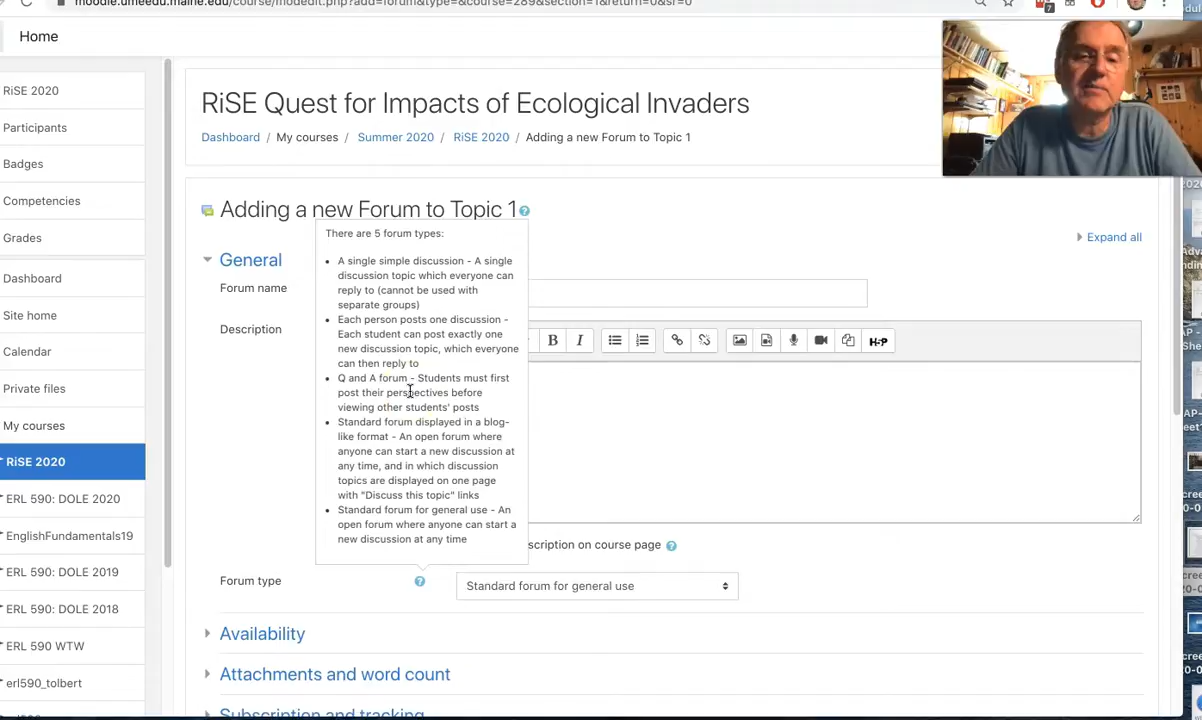 moodle.umeedu.maine.edu/course/modedit.php?add=forum&type=&course=289&section=1&return=0&sr=0
7
Home
RiSE 2020
Participants
Badges
Competencies
Grades
Dashboard
Site home
Calendar
Private files
My courses
RiSE 2020
ERL 590: DOLE 2020
EnglishFundamentals19
ERL 590: DOLE 2019
ERL 590: DOLE 2018
ERL 590 WTW
erl590_tolbert
RiSE Quest for Impacts of Ecological Invaders
Dashboard / My courses / Summer 2020 / RiSE 2020 / Adding a new Forum to Topic 1
Adding a new Forum to Topic 1
Expand all
General
Forum name
Description
There are 5 forum types:
A single simple discussion - A single
discussion topic which everyone can
reply to (cannot be used with
separate groups)
Each person posts one discussion -
Each student can post exactly one
new discussion topic, which everyone
can then reply to
Q and A forum - Students must first
post their perspectives before
viewing other students' posts
Standard forum displayed in a blog-
like format - An open forum where
anyone can start a new discussion at
any time, and in which discussion
topics are displayed on one page
with "Discuss this topic" links
Standard forum for general use - An
open forum where anyone can start a
new discussion at any time
B I H-P
scription on course page
Forum type
Standard forum for general use
Availability
Attachments and word count
Subscription and tracking